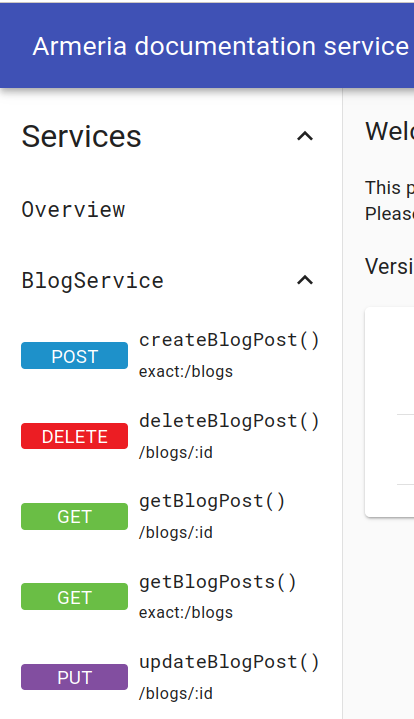 Armeria documentation service
Services
Overview
BlogService
POST createBlogPost()
exact:/blogs
DELETE deleteBlogPost()
/blogs/:id
GET getBlogPost()
/blogs/:id
GET getBlogPosts()
exact:/blogs
PUT updateBlogPost()
/blogs/:id
Welc
This p
Please
Versi